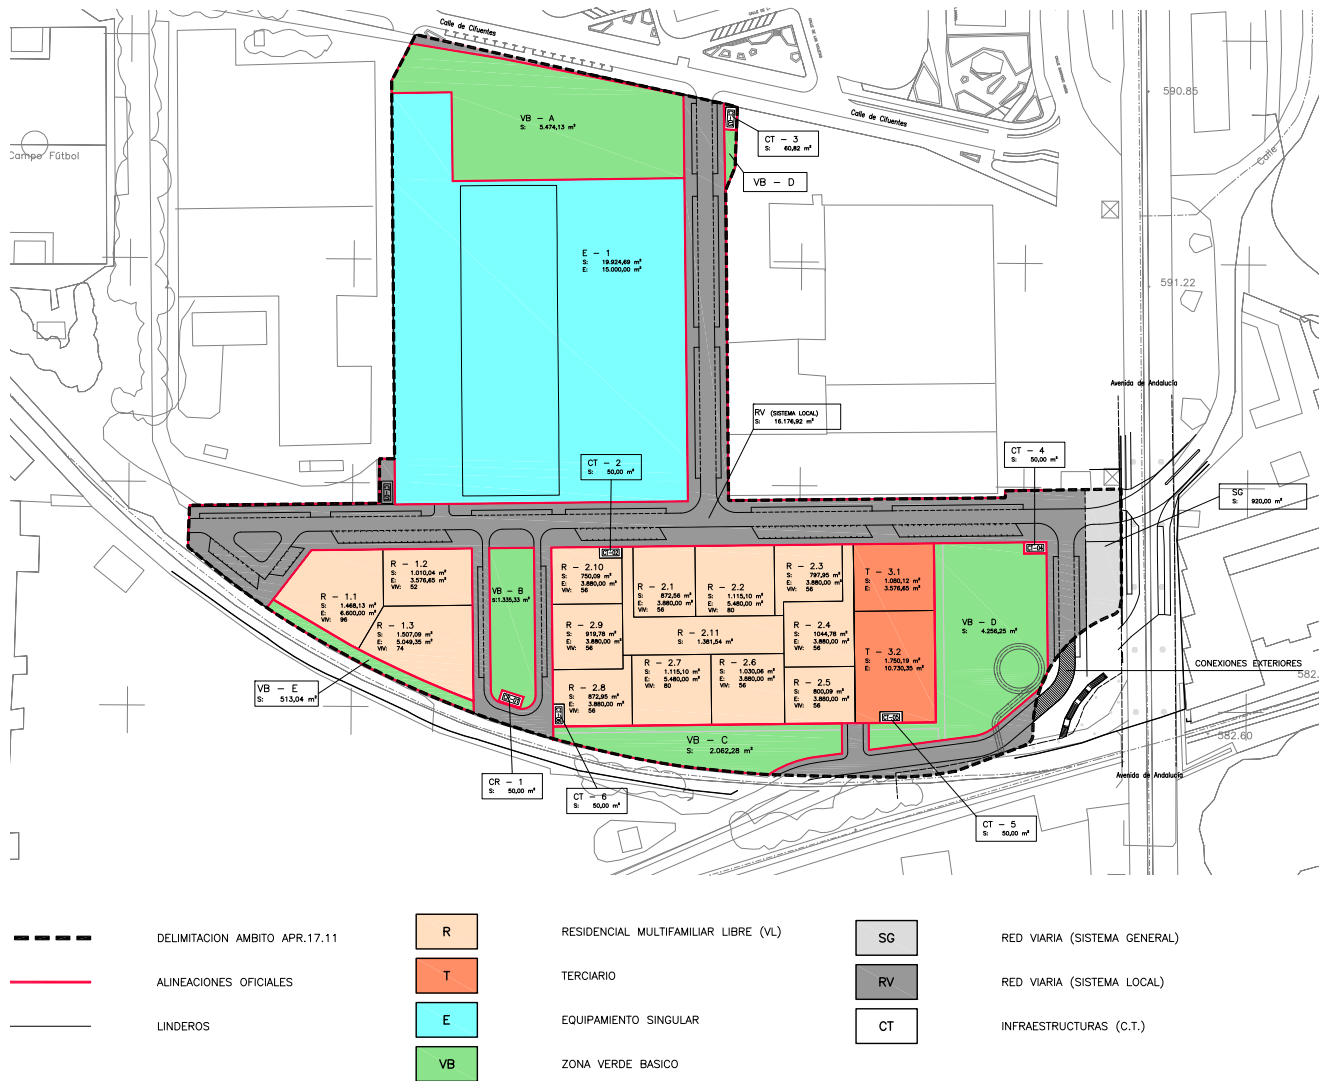 Calle de Cifuentes
Calle de Cifuentes
590.85
Campo Fútbol
Calle
VB - A
S: 5.474,13 m²
CT - 3
S: 60,82 m²
VB - D
E - 1
S: 19.924,69 m²
E: 15.000,00 m²
591.22
Avenida de Andalucía
RV (SISTEMA LOCAL)
S: 16.176,92 m²
CT - 2
S: 50,00 m²
CT - 4
S: 50,00 m²
SG
S: 920,00 m²
R - 1.1
S: 1.468,13 m²
E: 6.600,00 m²
VIV: 96
R - 1.2
S: 1.010,04 m²
E: 3.576,65 m²
VIV: 52
R - 1.3
S: 1.507,09 m²
E: 5.049,35 m²
VIV: 74
VB - B
S:1.335,33 m²
R - 2.10
S: 750,09 m²
E: 3.880,00 m²
VIV: 56
R - 2.1
S: 872,56 m²
E: 3.880,00 m²
VIV: 56
R - 2.2
S: 1.115,10 m²
E: 5.480,00 m²
VIV: 80
R - 2.3
S: 797,95 m²
E: 3.880,00 m²
VIV: 56
T - 3.1
S: 1.080,12 m²
E: 3.576,65 m²
R - 2.9
S: 919,78 m²
E: 3.880,00 m²
VIV: 56
R - 2.11
S: 1.361,54 m²
R - 2.4
S: 1044,78 m²
E: 3.880,00 m²
VIV: 56
VB - D
S: 4.256,25 m²
T - 3.2
S: 1.750,19 m²
E: 10.730,35 m²
R - 2.8
S: 872,95 m²
E: 3.880,00 m²
VIV: 56
R - 2.7
S: 1.115,10 m²
E: 5.480,00 m²
VIV: 80
R - 2.6
S: 1.030,06 m²
E: 3.880,00 m²
VIV: 56
R - 2.5
S: 800,09 m²
E: 3.880,00 m²
VIV: 56
CONEXIONES EXTERIORES
582.
VB - E
S: 513,04 m²
VB - C
S: 2.062,28 m²
582.60
CR - 1
S: 50,00 m²
CT - 6
S: 50,00 m²
CT - 5
S: 50,00 m²
Avenida de Andalucía
DELIMITACION AMBITO APR.17.11
ALINEACIONES OFICIALES
LINDEROS
R
RESIDENCIAL MULTIFAMILIAR LIBRE (VL)
T
TERCIARIO
E
EQUIPAMIENTO SINGULAR
VB
ZONA VERDE BASICO
SG
RED VIARIA (SISTEMA GENERAL)
RV
RED VIARIA (SISTEMA LOCAL)
CT
INFRAESTRUCTURAS (C.T.)